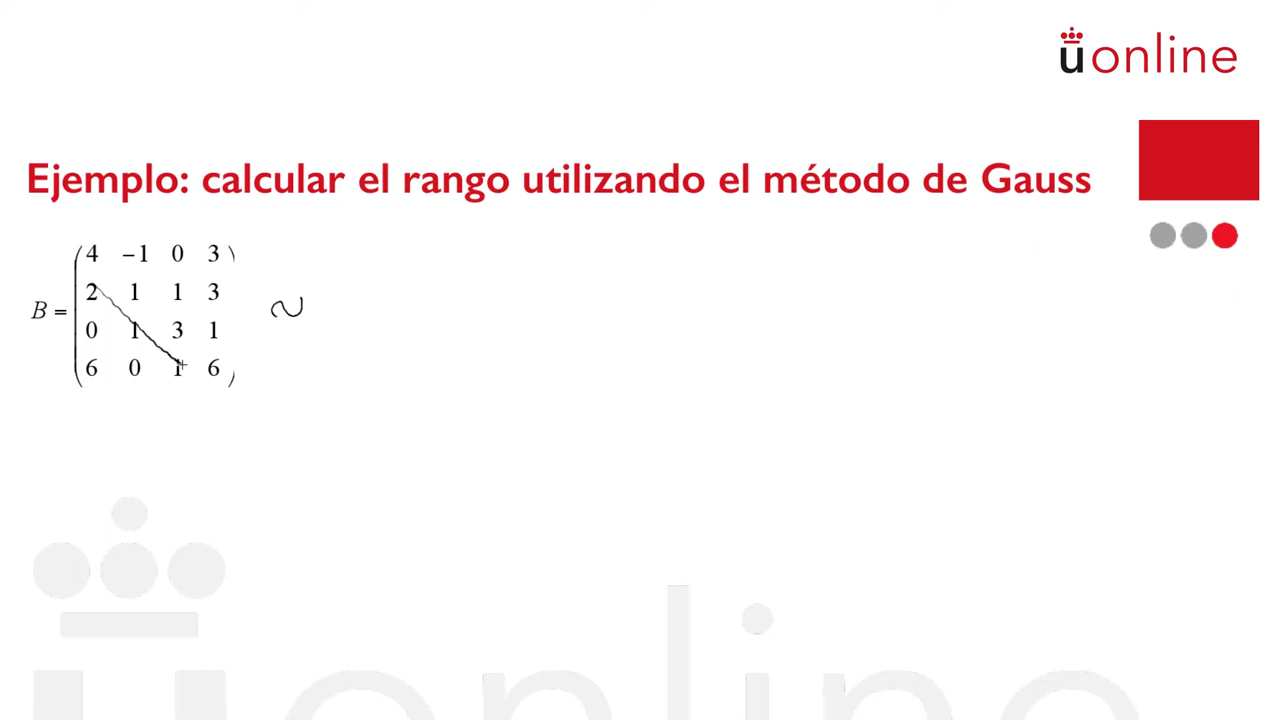 uonline
Ejemplo: calcular el rango utilizando el método de Gauss
4 −1 0 3
2 1 1 3
B =
0 1 3 1
6 0 1 6
~
uonline